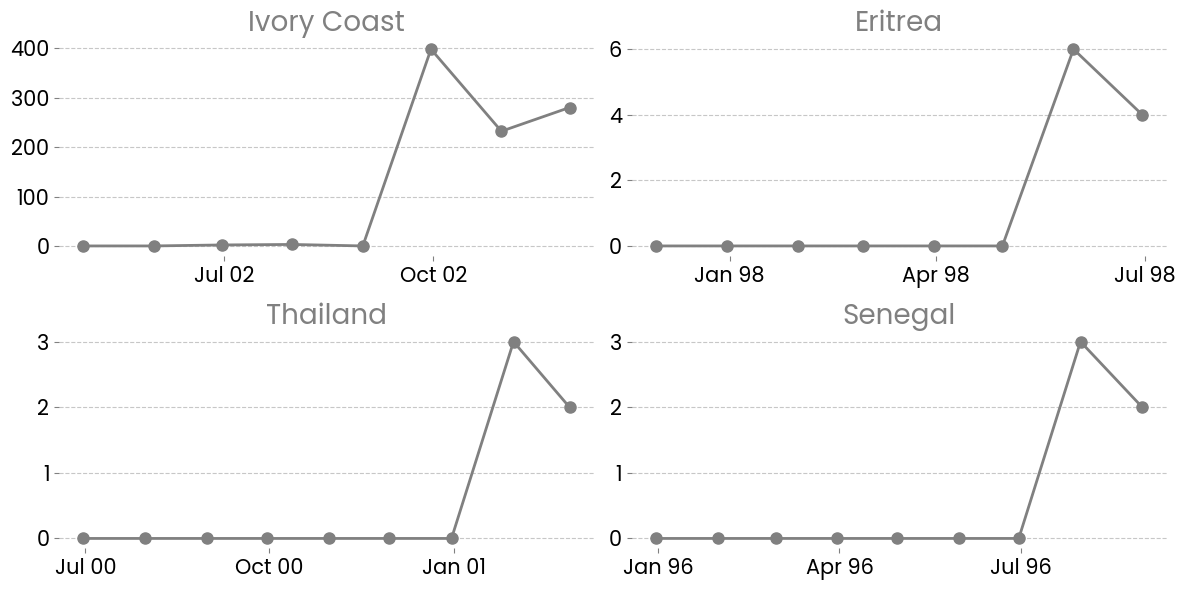 Ivory Coast
400
300
200
100
0
Jul 02 Oct 02
Eritrea
6
4
2
0
Jan 98 Apr 98 Jul 98
Thailand
3
2
1
0
Jul 00 Oct 00 Jan 01
Senegal
3
2
1
0
Jan 96 Apr 96 Jul 96